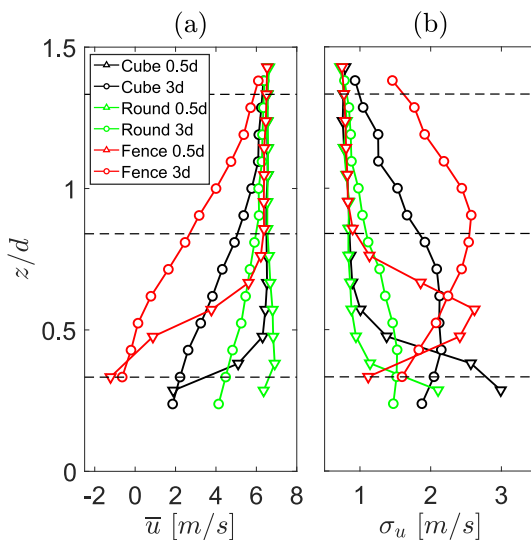 (a)
(b)
1.5
1
0.5
0
z/d
Cube 0.5d
Cube 3d
Round 0.5d
Round 3d
Fence 0.5d
Fence 3d
-2 0 2 4 6 8
1 2 3
u̅ [m/s]
σᵤ [m/s]